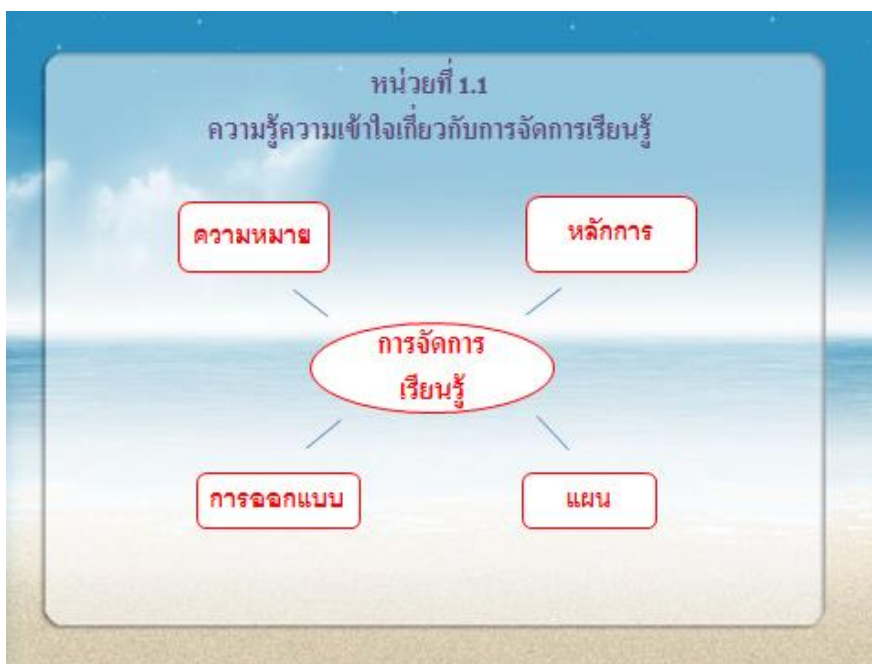 หน่วยที่ 1.1
ความรู้ความเข้าใจเกี่ยวกับการจัดการเรียนรู้
ความหมาย
หลักการ
การจัดการ
เรียนรู้
การออกแบบ
แผน